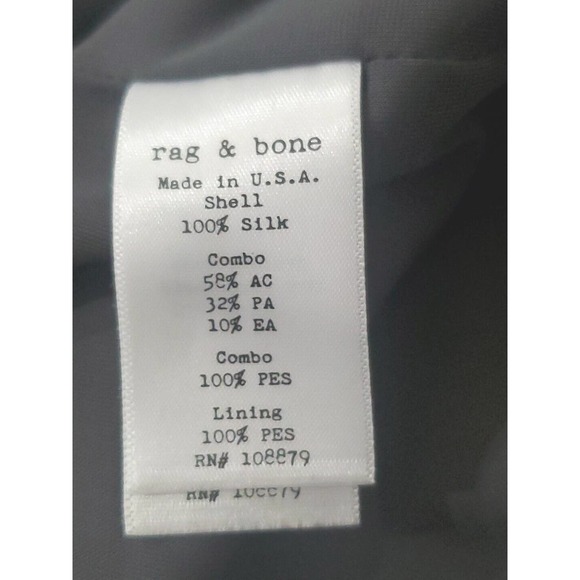 rag & bone
Made in U.S.A.
Shell
100% Silk
Combo
58% AC
32% PA
10% EA
Combo
100% PES
Lining
100% PES
RN# 108879